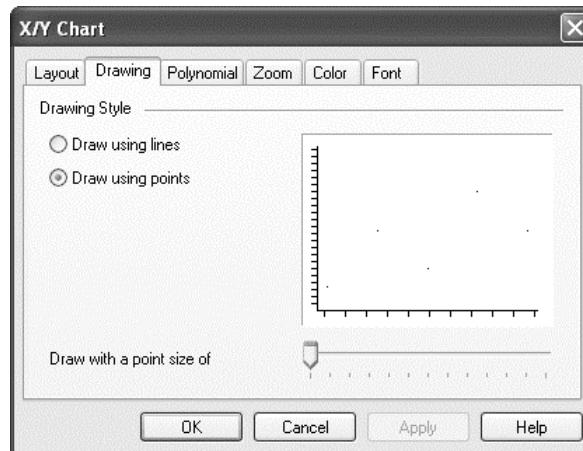 X/Y Chart
Layout Drawing Polynomial Zoom Color Font
Drawing Style
Draw using lines
Draw using points
Draw with a point size of
OK Cancel Apply Help